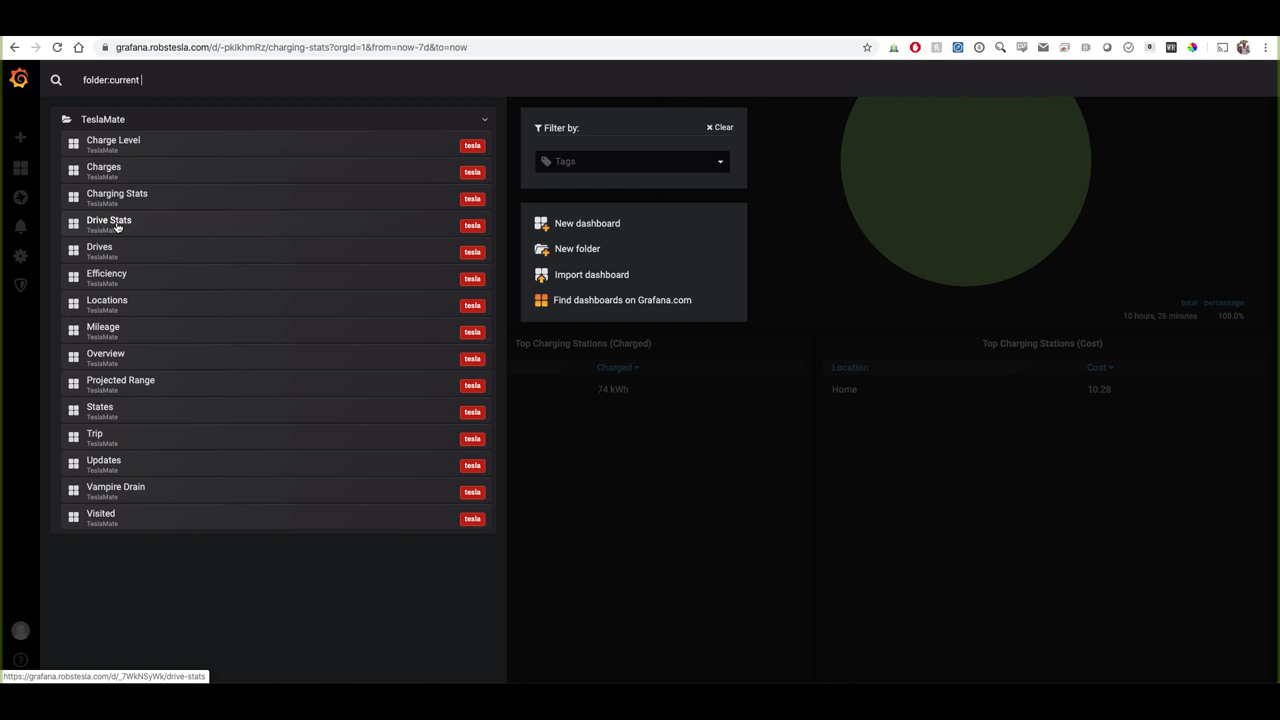 grafana.robstesla.com/d/-pklkhmRz/charging-stats?orgId=1&from=now-7d&to=now
folder:current
TeslaMate
Charge Level
TeslaMate
tesla
Charges
TeslaMate
tesla
Charging Stats
TeslaMate
tesla
Drive Stats
TeslaMate
tesla
Drives
TeslaMate
tesla
Efficiency
TeslaMate
tesla
Locations
TeslaMate
tesla
Mileage
TeslaMate
tesla
Overview
TeslaMate
tesla
Projected Range
TeslaMate
tesla
States
TeslaMate
tesla
Trip
TeslaMate
tesla
Updates
TeslaMate
tesla
Vampire Drain
TeslaMate
tesla
Visited
TeslaMate
tesla
Filter by:
Clear
Tags
New dashboard
New folder
Import dashboard
Find dashboards on Grafana.com
total percentage
10 hours, 26 minutes 100.0%
Top Charging Stations (Charged)
Charged
74 kWh
Top Charging Stations (Cost)
Location Cost
Home 10.28
https://grafana.robstesla.com/d/_7WkNSyWk/drive-stats